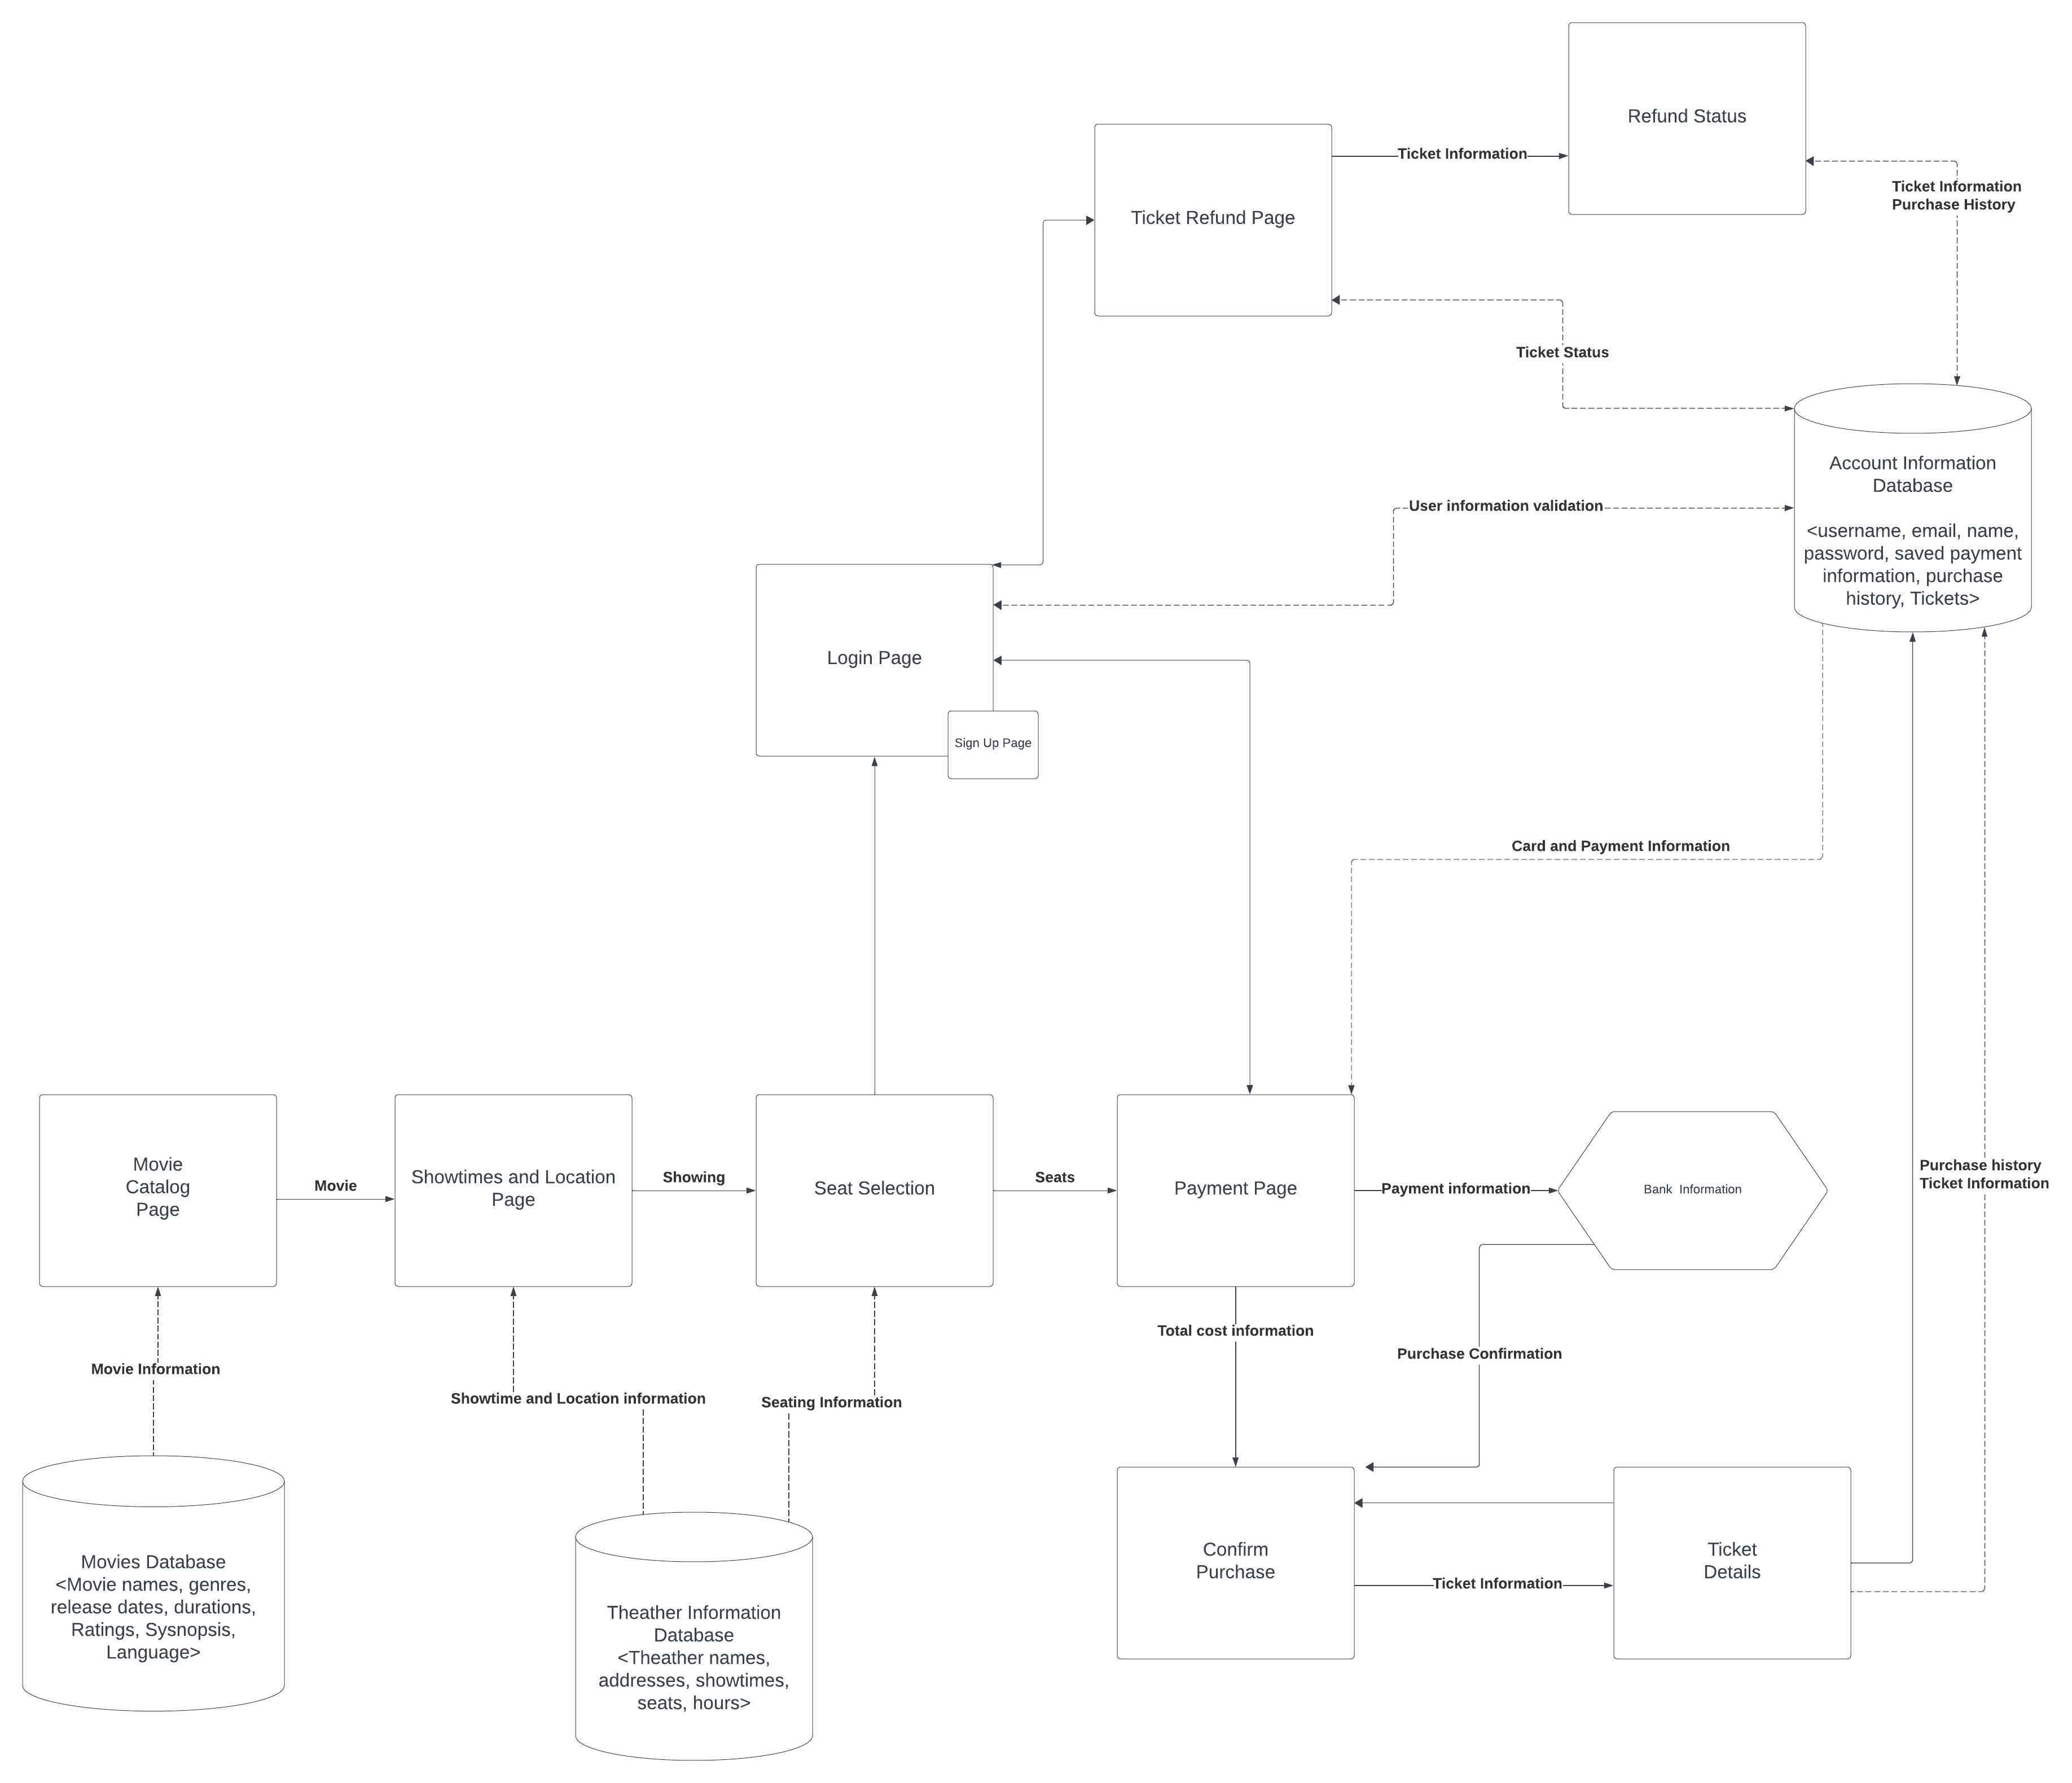 Refund Status
Ticket Information
Ticket Refund Page
Ticket Information
Purchase History
Ticket Status
Account Information
Database
<username, email, name,
password, saved payment
information, purchase
history, Tickets>
User information validation
Login Page
Sign Up Page
Card and Payment Information
Movie
Catalog
Page
Movie
Showtimes and Location
Page
Showing
Seat Selection
Seats
Payment Page
Payment information
Bank  Information
Purchase history
Ticket Information
Total cost information
Purchase Confirmation
Movie Information
Showtime and Location information
Seating Information
Movies Database
<Movie names, genres,
release dates, durations,
Ratings, Sysnopsis,
Language>
Theather Information
Database
<Theather names,
addresses, showtimes,
seats, hours>
Confirm
Purchase
Ticket Information
Ticket
Details